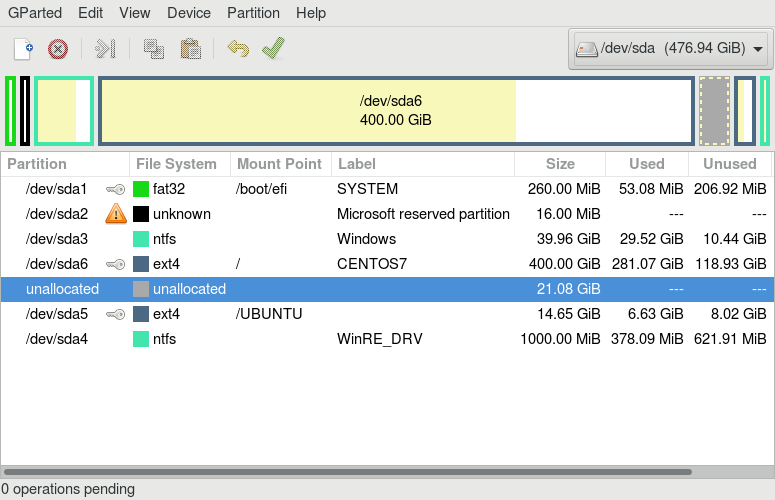 GParted Edit View Device Partition Help
/dev/sda (476.94 GiB)
/dev/sda6
400.00 GiB
Partition File System Mount Point Label Size Used Unused
/dev/sda1 fat32 /boot/efi SYSTEM 260.00 MiB 53.08 MiB 206.92 MiB
/dev/sda2 unknown Microsoft reserved partition 16.00 MiB --- ---
/dev/sda3 ntfs Windows 39.96 GiB 29.52 GiB 10.44 GiB
/dev/sda6 ext4 / CENTOS7 400.00 GiB 281.07 GiB 118.93 GiB
unallocated unallocated 21.08 GiB --- ---
/dev/sda5 ext4 /UBUNTU 14.65 GiB 6.63 GiB 8.02 GiB
/dev/sda4 ntfs WinRE_DRV 1000.00 MiB 378.09 MiB 621.91 MiB
0 operations pending